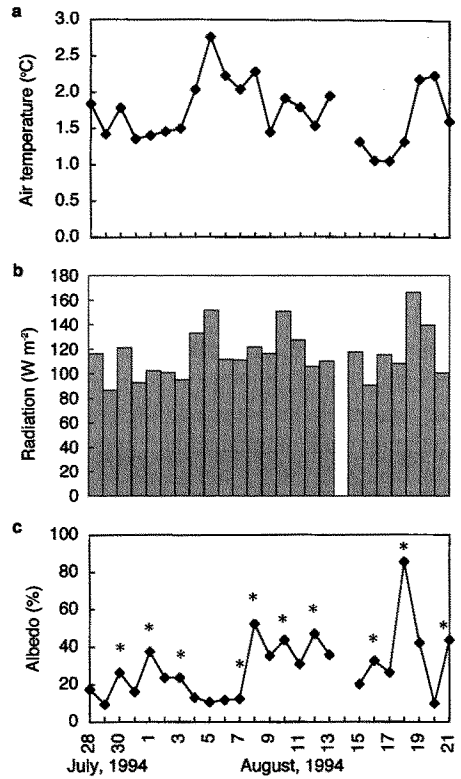 a
Air temperature (°C)
3.0
2.5
2.0
1.5
1.0
0.5
0.0
b
Radiation (W m⁻²)
180
160
140
120
100
80
60
40
20
0
c
Albedo (%)
100
80
60
40
20
0
* * * * * * * * * *
28 30 1 3 5 7 9 11 13 15 17 19 21
July, 1994 August, 1994